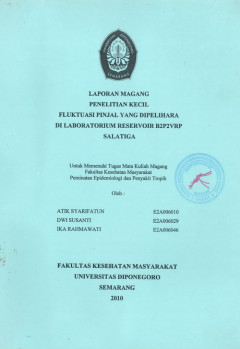 SEMARANG
LAPORAN MAGANG
PENELITIAN KECIL
FLUKTUASI PINJAL YANG DIPELIHARA
DI LABORATORIUM RESERVOIR B2P2VRP
SALATIGA
Untuk Memenuhi Tugas Mata Kuliah Magang
Fakultas Kesehatan Masyarakat
Peminatan Epidemiologi dan Penyakit Tropik
Oleh :
ATIK SYARIFATUN E2A006010
DWI SUSANTI E2A006029
IKA RAHMAWATI E2A006046
FAKULTAS KESEHATAN MASYARAKAT
UNIVERSITAS DIPONEGORO
SEMARANG
2010